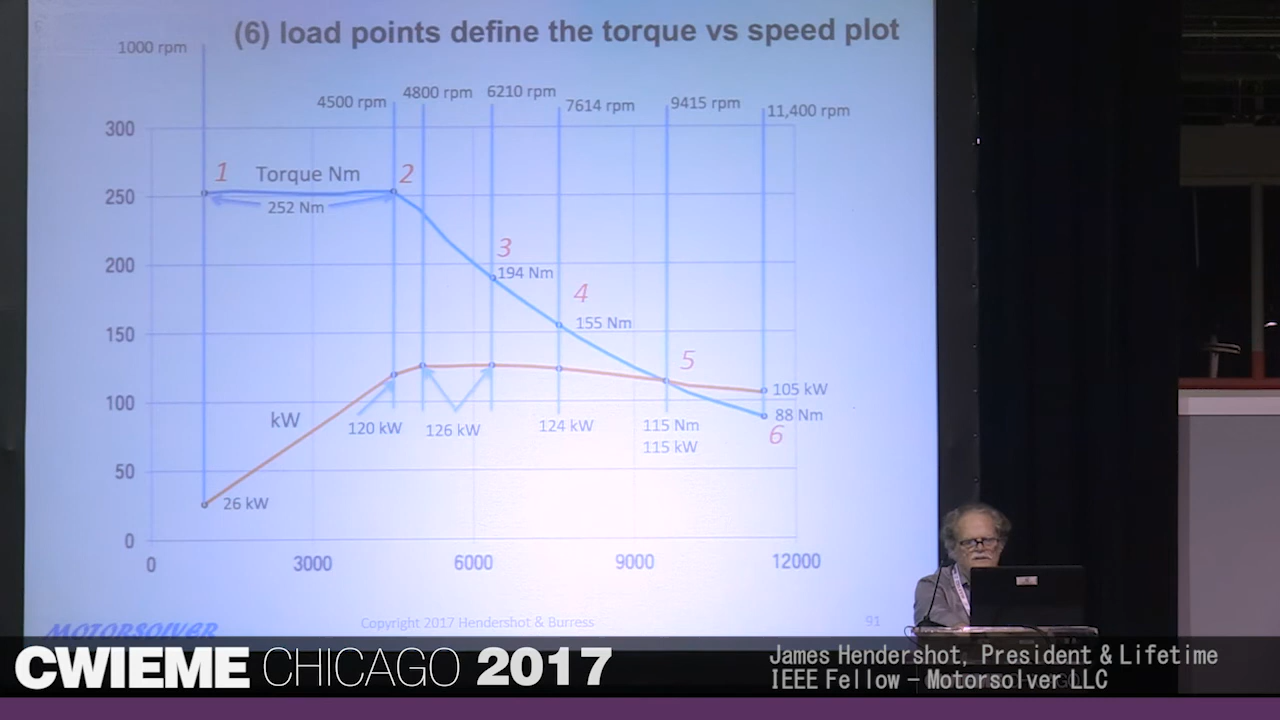 (6) load points define the torque vs speed plot
1000 rpm
4500 rpm
4800 rpm
6210 rpm
7614 rpm
9415 rpm
11,400 rpm
300
250
200
150
100
50
0
1
Torque Nm
2
252 Nm
3
194 Nm
4
155 Nm
5
105 kW
88 Nm
6
kW
120 kW
126 kW
124 kW
115 Nm
115 kW
26 kW
0
3000
6000
9000
12000
MOTORSOLVER
Copyright 2017 Hendershot & Burress
91
CWIEME CHICAGO 2017
James Hendershot, President & Lifetime
IEEE Fellow – Motorsolver LLC